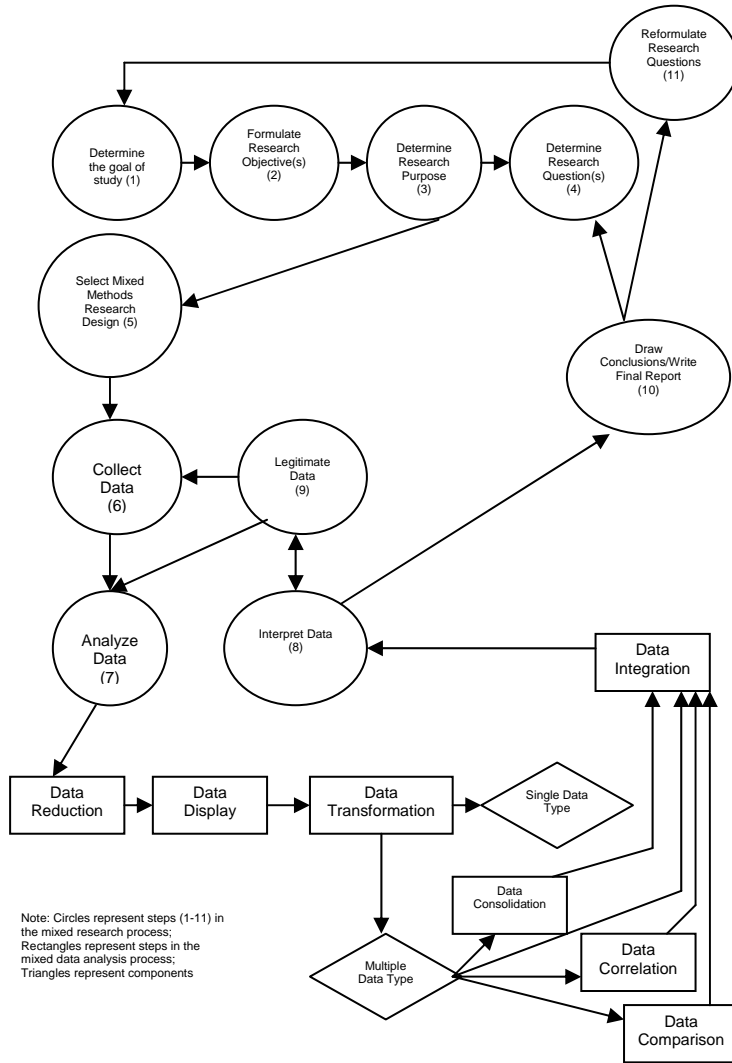 Reformulate
Research
Questions
(11)
Determine
the goal of
study (1)
Formulate
Research
Objective(s)
(2)
Determine
Research
Purpose
(3)
Determine
Research
Question(s)
(4)
Select Mixed
Methods
Research
Design (5)
Draw
Conclusions/Write
Final Report
(10)
Collect
Data
(6)
Legitimate
Data
(9)
Analyze
Data
(7)
Interpret Data
(8)
Data
Integration
Data
Reduction
Data
Display
Data
Transformation
Single Data
Type
Data
Consolidation
Multiple
Data Type
Data
Correlation
Data
Comparison
Note: Circles represent steps (1-11) in
the mixed research process;
Rectangles represent steps in the
mixed data analysis process;
Triangles represent components